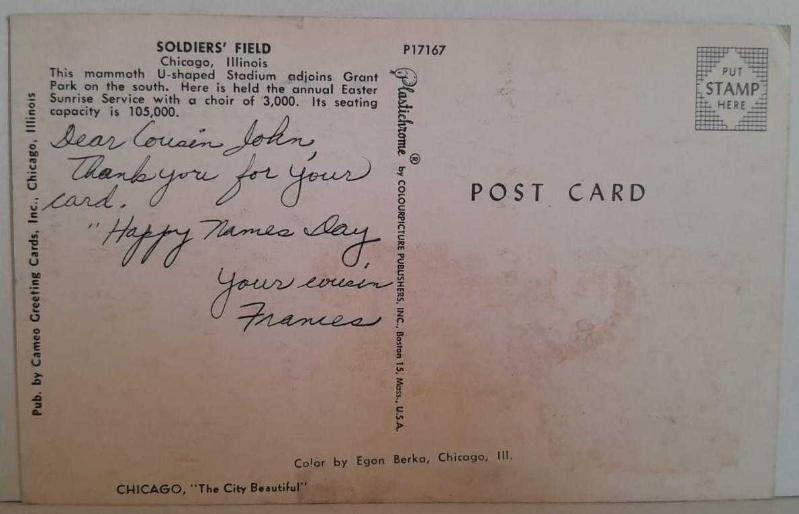 SOLDIERS' FIELD
Chicago, Illinois
This mammoth U-shaped Stadium adjoins Grant
Park on the south. Here is held the annual Easter
Sunrise Service with a choir of 3,000. Its seating
capacity is 105,000.
Dear Cousin John,
Thank you for your
card.
"Happy Names Day
Your cousin
Frances
Pub. by Cameo Greeting Cards, Inc., Chicago, Illinois
P17167
Plastichrome® by COLOURPICTURE PUBLISHERS, INC., Boston 15, Mass., U.S.A.
PUT
STAMP
HERE
POST CARD
Color by Egon Berka, Chicago, Ill.
CHICAGO, "The City Beautiful"